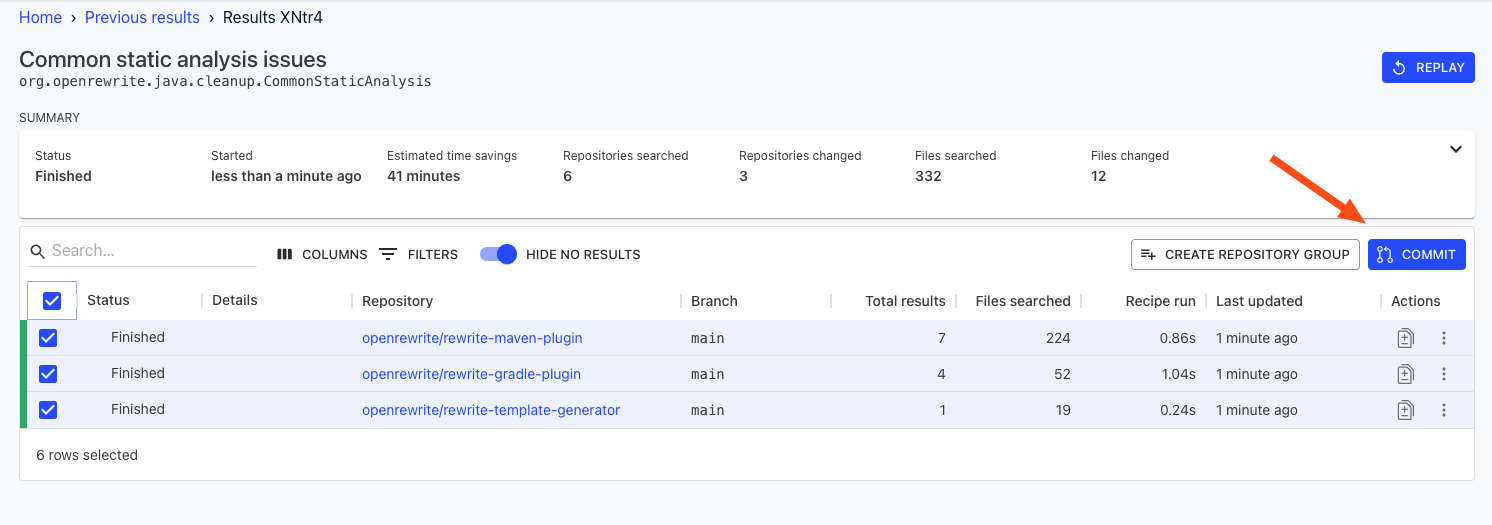 Home › Previous results › Results XNtr4
Common static analysis issues
org.openrewrite.java.cleanup.CommonStaticAnalysis
REPLAY
SUMMARY
Status Started Estimated time savings Repositories searched Repositories changed Files searched Files changed
Finished less than a minute ago 41 minutes 6 3 332 12
Search... COLUMNS FILTERS HIDE NO RESULTS CREATE REPOSITORY GROUP COMMIT
Status Details Repository Branch Total results Files searched Recipe run Last updated Actions
Finished openrewrite/rewrite-maven-plugin main 7 224 0.86s 1 minute ago
Finished openrewrite/rewrite-gradle-plugin main 4 52 1.04s 1 minute ago
Finished openrewrite/rewrite-template-generator main 1 19 0.24s 1 minute ago
6 rows selected